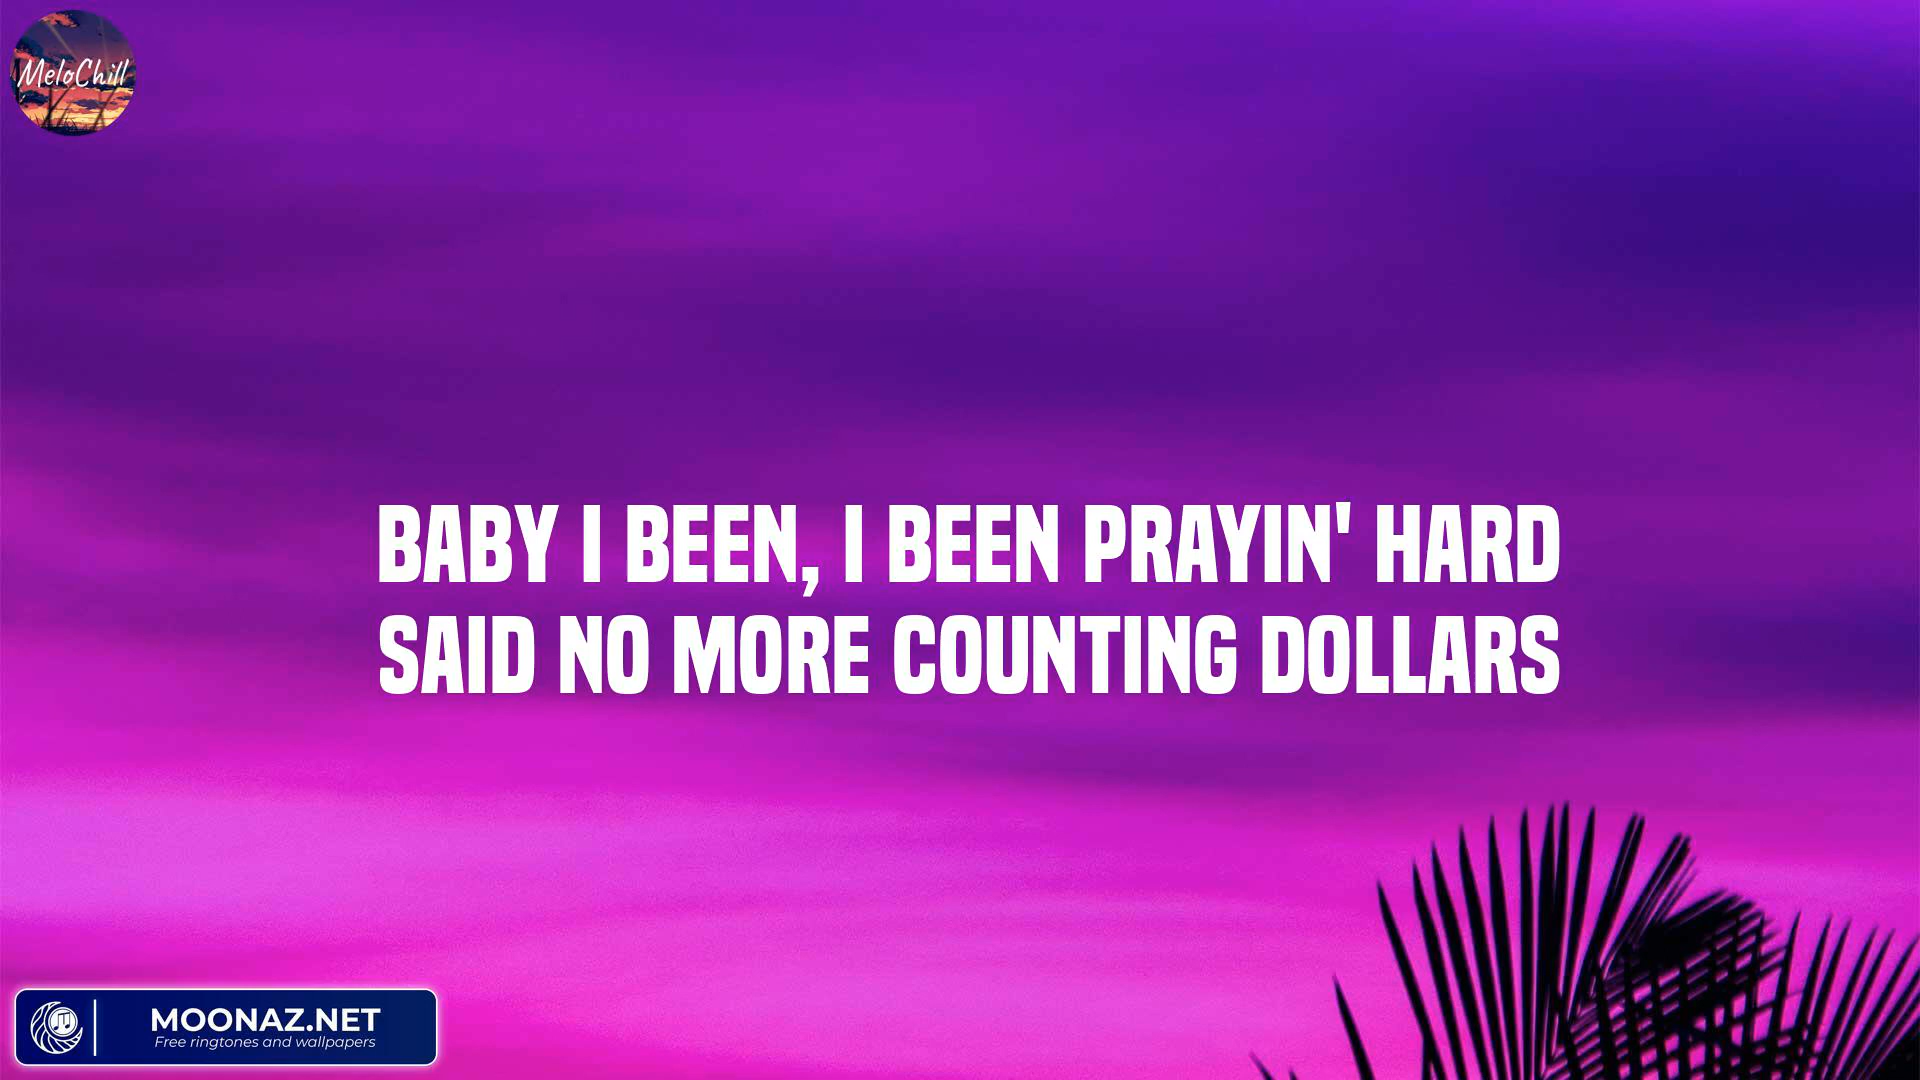 MeloChill
BABY I BEEN, I BEEN PRAYIN' HARD
SAID NO MORE COUNTING DOLLARS
MOONAZ.NET
Free ringtones and wallpapers